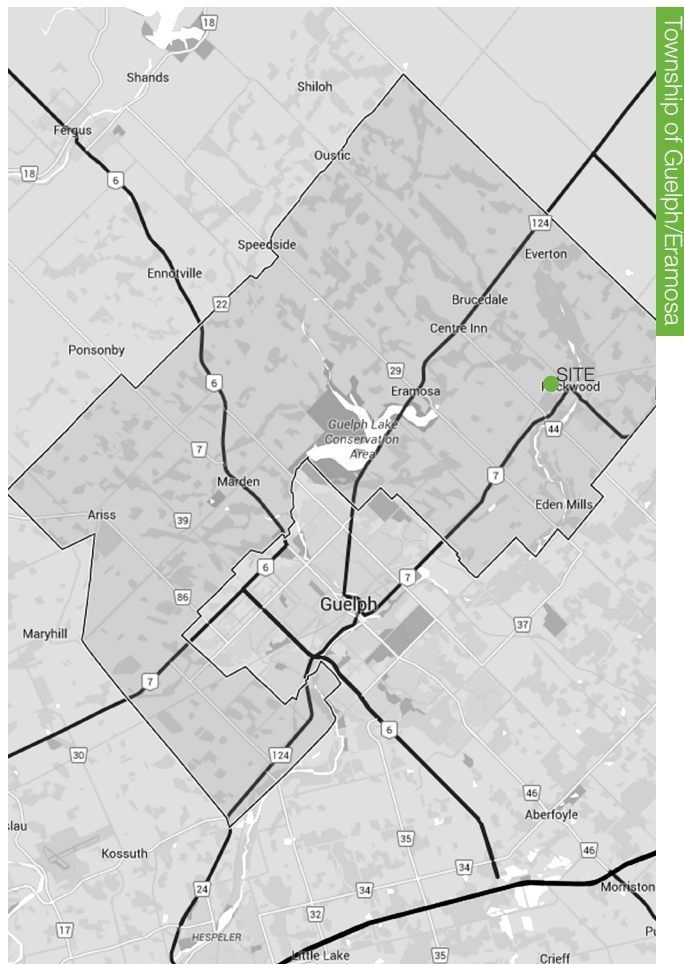 Township of Guelph/Eramosa
18
Shands
Shiloh
Fergus
Oustic
18
6
124
Speedside
Everton
Ennotville
22
Brucedale
Centre Inn
Ponsonby
29
SITE
6
Eramosa
Rockwood
Guelph Lake
Conservation
Area
44
7
7
Marden
Eden Mills
Ariss
39
6
7
86
Guelph
37
Maryhill
7
6
30
124
46
Aberfoyle
slau
35
46
Kossuth
34
24
34
Morriston
32
17
HESPELER
Little Lake
35
Crieff